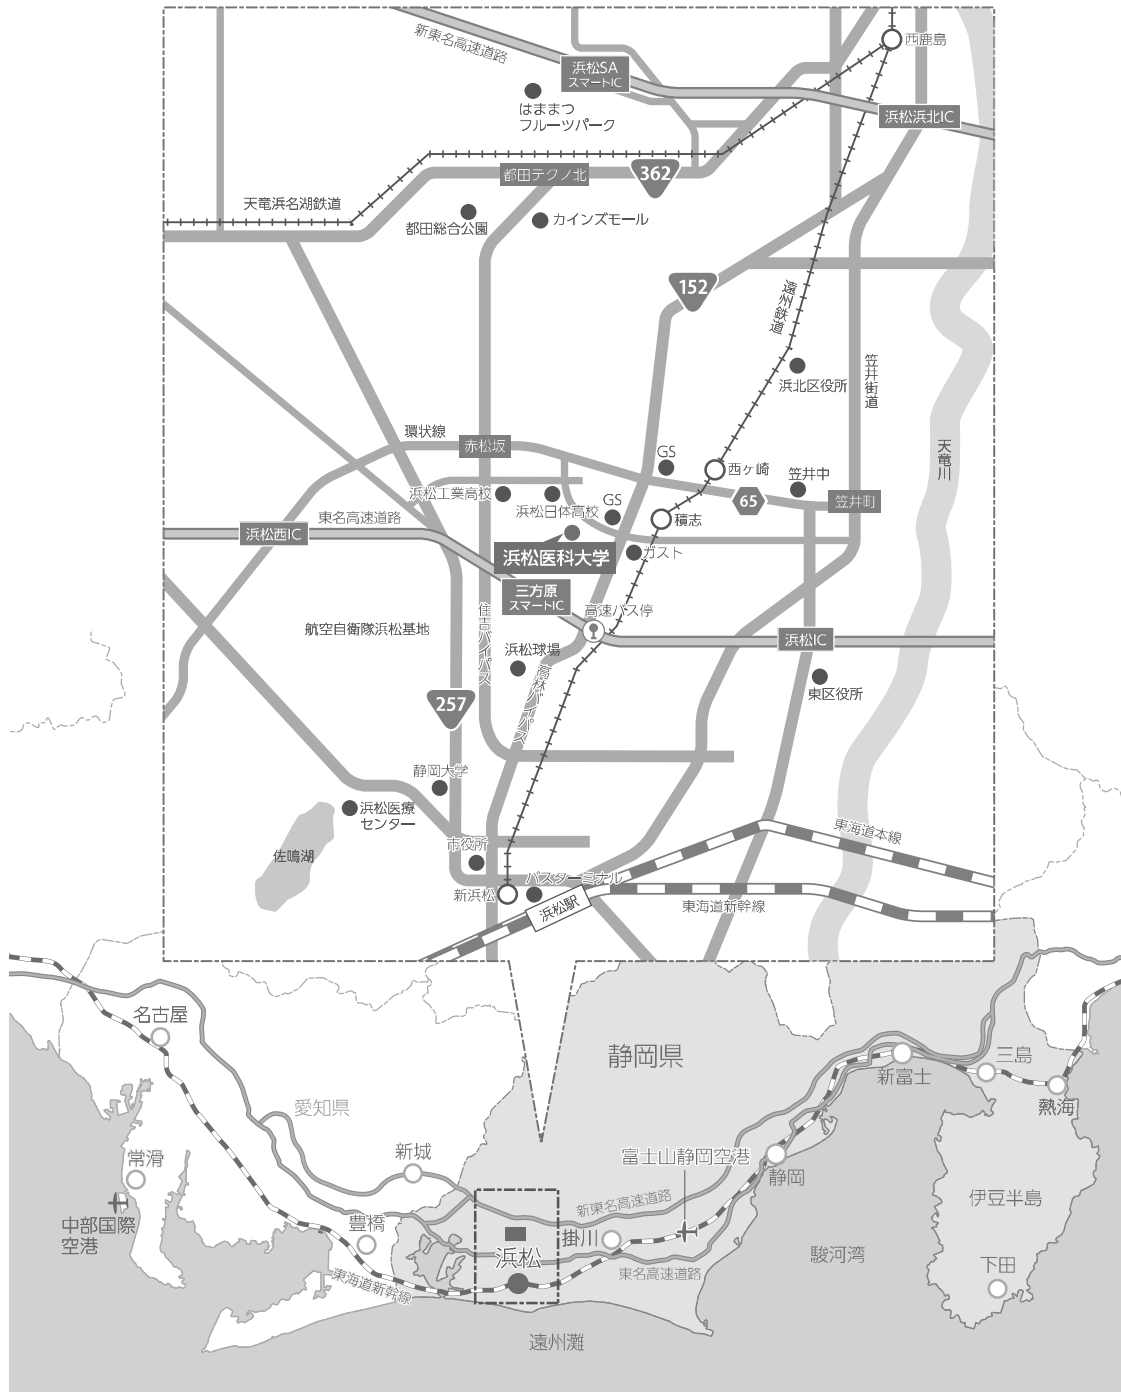 新東名高速道路
西鹿島
浜松SA
スマートIC
はままつ
フルーツパーク
浜松浜北IC
都田テクノ北
362
天竜浜名湖鉄道
都田総合公園
カインズモール
152
遠州鉄道
浜北区役所
笠井街道
環状線
赤松坂
GS
西ヶ崎
笠井中
天竜川
浜松工業高校
浜松日体高校
GS
65
笠井町
東名高速道路
積志
浜松西IC
浜松医科大学
ガスト
三方原
スマートIC
高速バス停
住吉バイパス
航空自衛隊浜松基地
浜松IC
浜松球場
高林バイパス
東区役所
257
静岡大学
浜松医療
センター
佐鳴湖
市役所
東海道本線
新浜松
バスターミナル
浜松駅
東海道新幹線
名古屋
静岡県
三島
新富士
熱海
愛知県
新城
富士山静岡空港
常滑
静岡
中部国際
空港
新東名高速道路
伊豆半島
豊橋
掛川
浜松
駿河湾
東名高速道路
下田
東海道新幹線
遠州灘